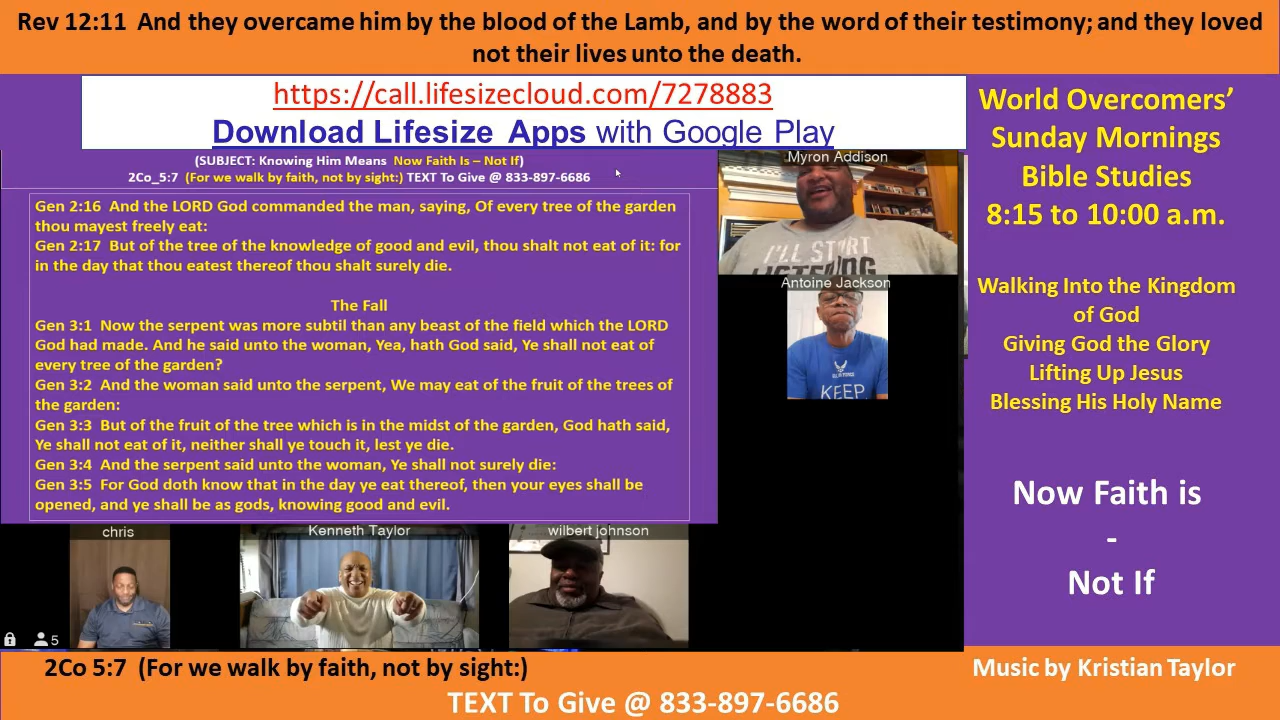 Rev 12:11  And they overcame him by the blood of the Lamb, and by the word of their testimony; and they loved
not their lives unto the death.
https://call.lifesizecloud.com/7278883
Download Lifesize Apps with Google Play
(SUBJECT: Knowing Him Means Now Faith Is – Not If)
2Co_5:7 (For we walk by faith, not by sight:) TEXT To Give @ 833-897-6686
Gen 2:16  And the LORD God commanded the man, saying, Of every tree of the garden
thou mayest freely eat:
Gen 2:17  But of the tree of the knowledge of good and evil, thou shalt not eat of it: for
in the day that thou eatest thereof thou shalt surely die.
The Fall
Gen 3:1  Now the serpent was more subtil than any beast of the field which the LORD
God had made. And he said unto the woman, Yea, hath God said, Ye shall not eat of
every tree of the garden?
Gen 3:2  And the woman said unto the serpent, We may eat of the fruit of the trees of
the garden:
Gen 3:3  But of the fruit of the tree which is in the midst of the garden, God hath said,
Ye shall not eat of it, neither shall ye touch it, lest ye die.
Gen 3:4  And the serpent said unto the woman, Ye shall not surely die:
Gen 3:5  For God doth know that in the day ye eat thereof, then your eyes shall be
opened, and ye shall be as gods, knowing good and evil.
Myron Addison
I'LL START
LISTENING
Antoine Jackson
KEEP
chris
Kenneth Taylor
wilbert johnson
5
World Overcomers'
Sunday Mornings
Bible Studies
8:15 to 10:00 a.m.
Walking Into the Kingdom
of God
Giving God the Glory
Lifting Up Jesus
Blessing His Holy Name
Now Faith is
-
Not If
2Co 5:7  (For we walk by faith, not by sight:)
Music by Kristian Taylor
TEXT To Give @ 833-897-6686